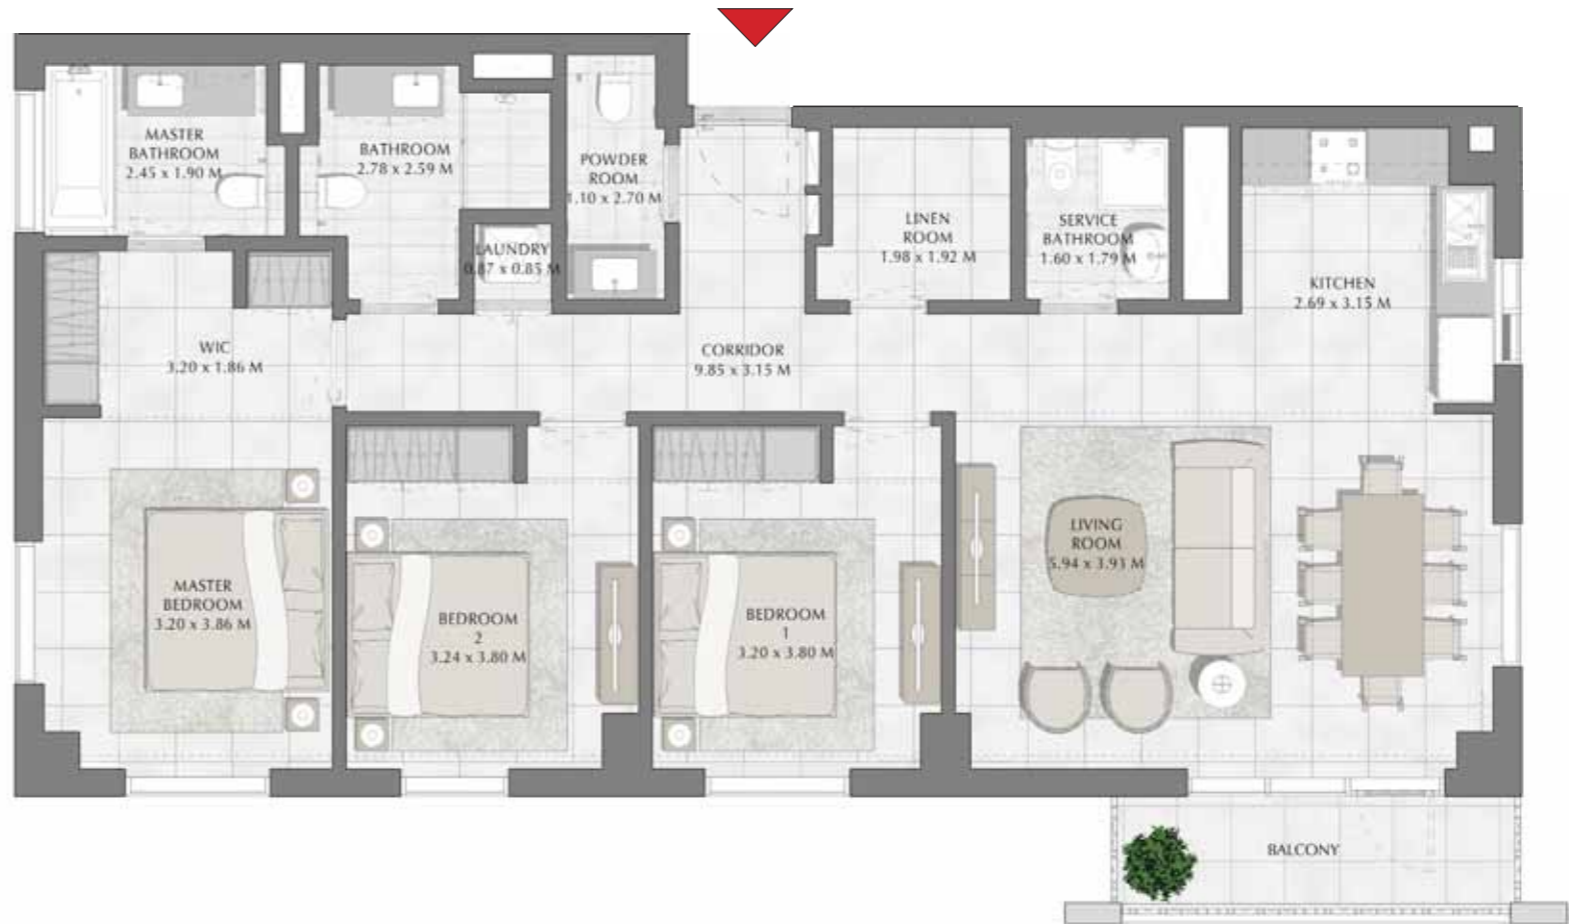 MASTER
BATHROOM
2.45 x 1.90 M
BATHROOM
2.78 x 2.59 M
POWDER
ROOM
1.10 x 2.70 M
LAUNDRY
0.87 x 0.85 M
LINEN
ROOM
1.98 x 1.92 M
SERVICE
BATHROOM
1.60 x 1.79 M
KITCHEN
2.69 x 3.15 M
WIC
3.20 x 1.86 M
CORRIDOR
9.85 x 3.15 M
MASTER
BEDROOM
3.20 x 3.86 M
BEDROOM
2
3.24 x 3.80 M
BEDROOM
1
3.20 x 3.80 M
LIVING
ROOM
5.94 x 3.93 M
BALCONY